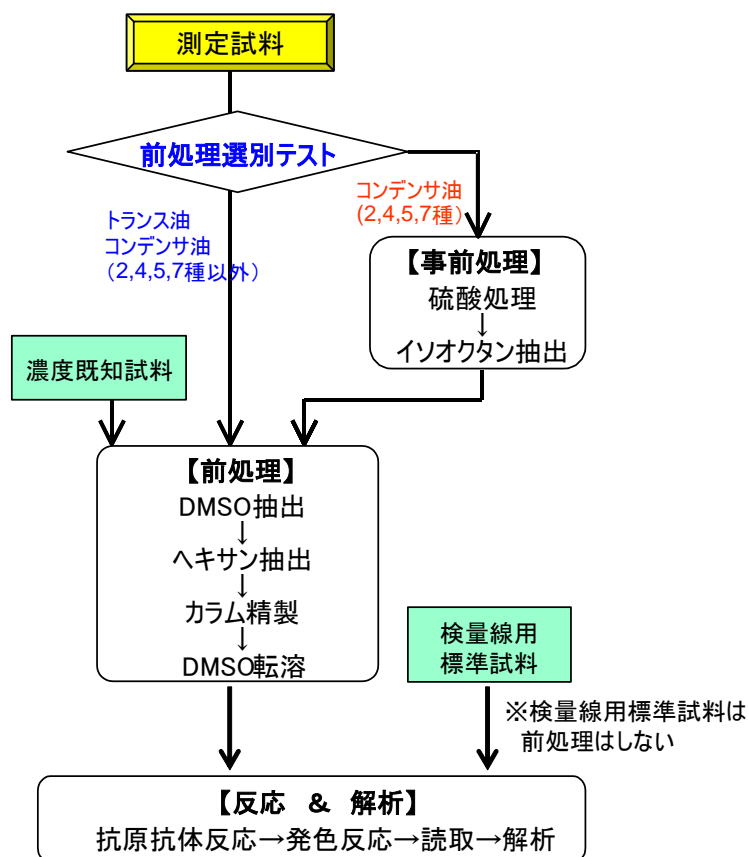 測定試料
前処理選別テスト
コンデンサ油
(2,4,5,7種）
トランス油
コンデンサ油
（2,4,5,7種以外）
【事前処理】
硫酸処理
↓
イソオクタン抽出
濃度既知試料
【前処理】
DMSO抽出
↓
ヘキサン抽出
↓
カラム精製
↓
DMSO転溶
検量線用
標準試料
※検量線用標準試料は
前処理はしない
【反応 & 解析】
抗原抗体反応→発色反応→読取→解析